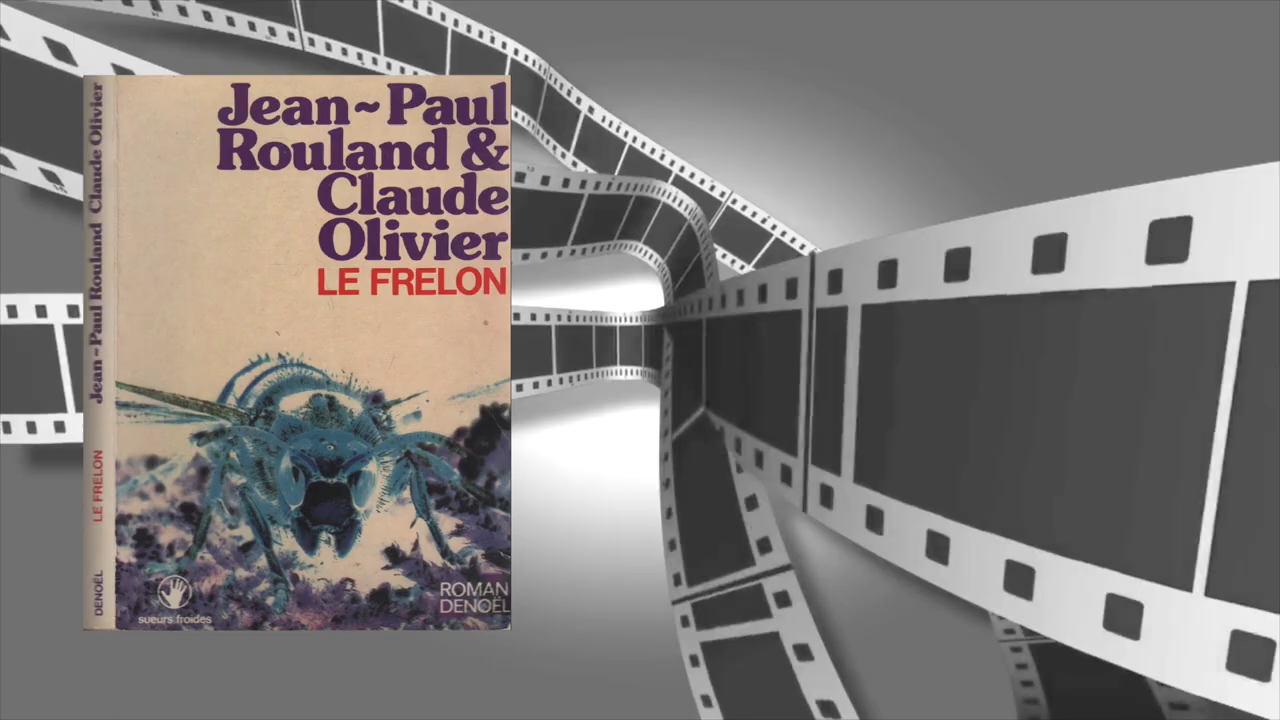 Jean~Paul
Rouland &
Claude
Olivier
LE FRELON
Jean~Paul Rouland Claude Olivier
LE FRELON
DENOËL
sueurs froides
ROMAN
DENOËL